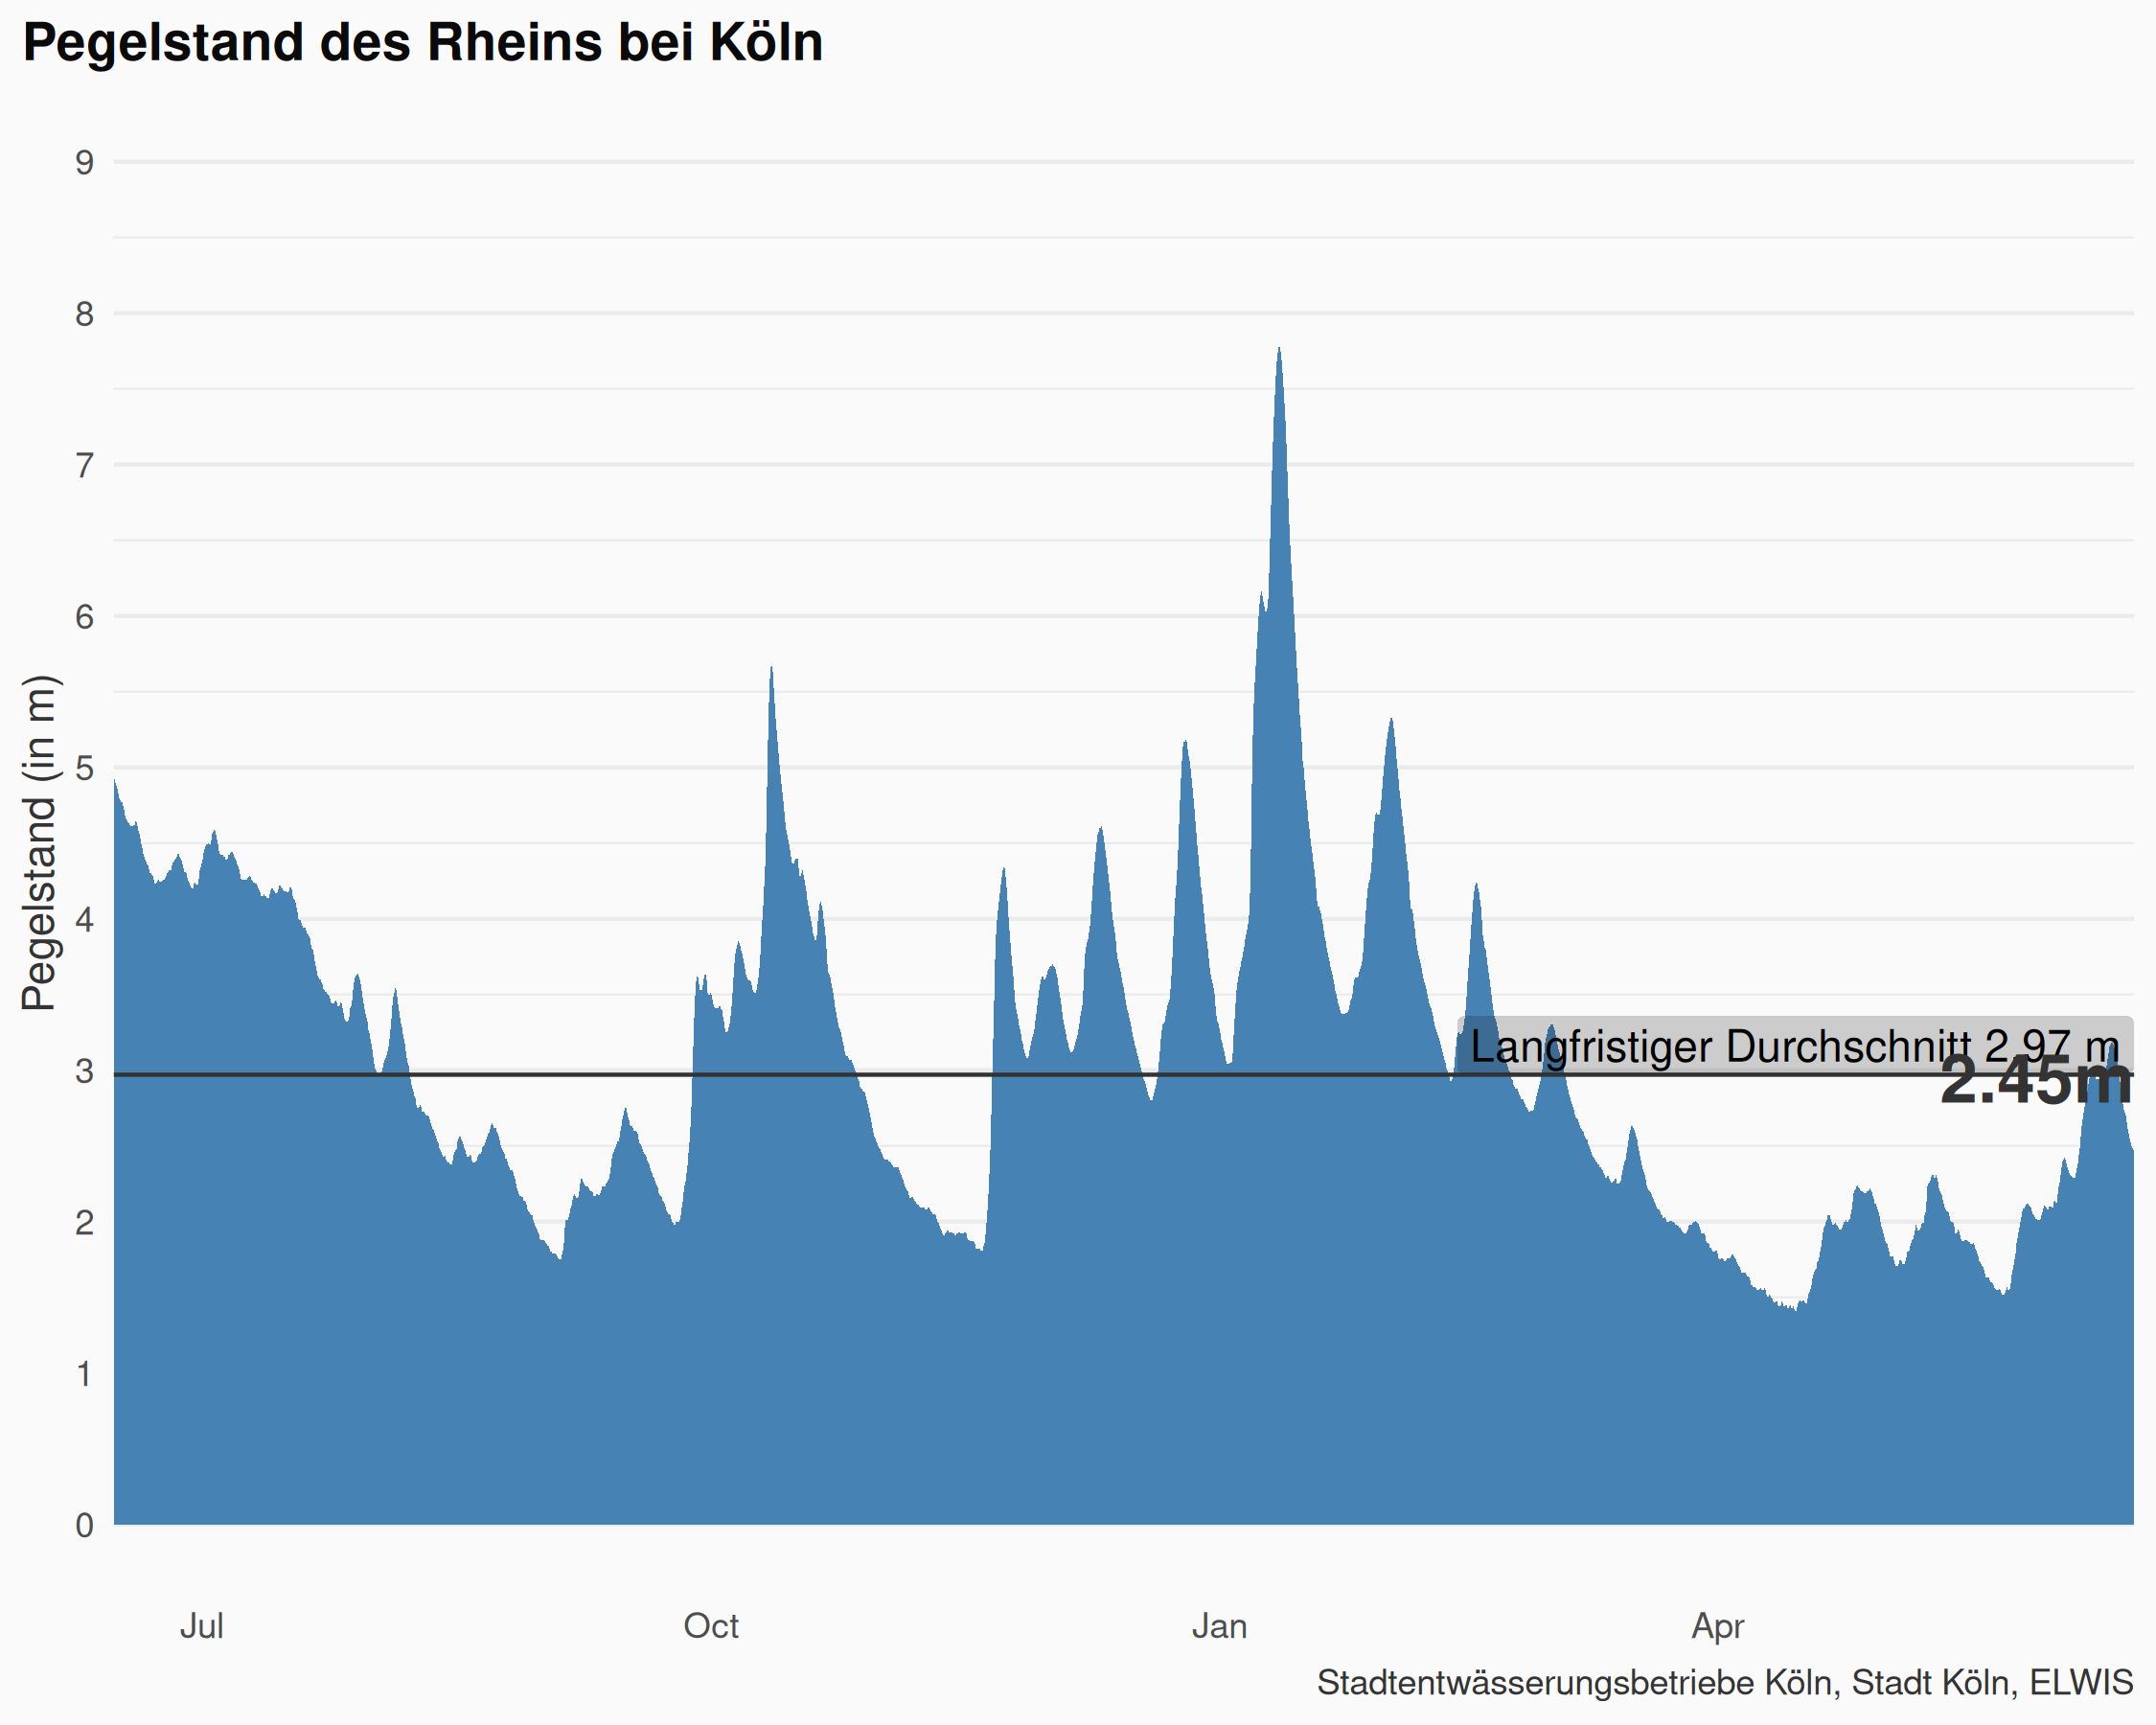 Pegelstand des Rheins bei Köln
Pegelstand (in m)
9
8
7
6
5
4
3
2
1
0
Langfristiger Durchschnitt 2.97 m
2.45m
Jul Oct Jan Apr
Stadtentwässerungsbetriebe Köln, Stadt Köln, ELWIS